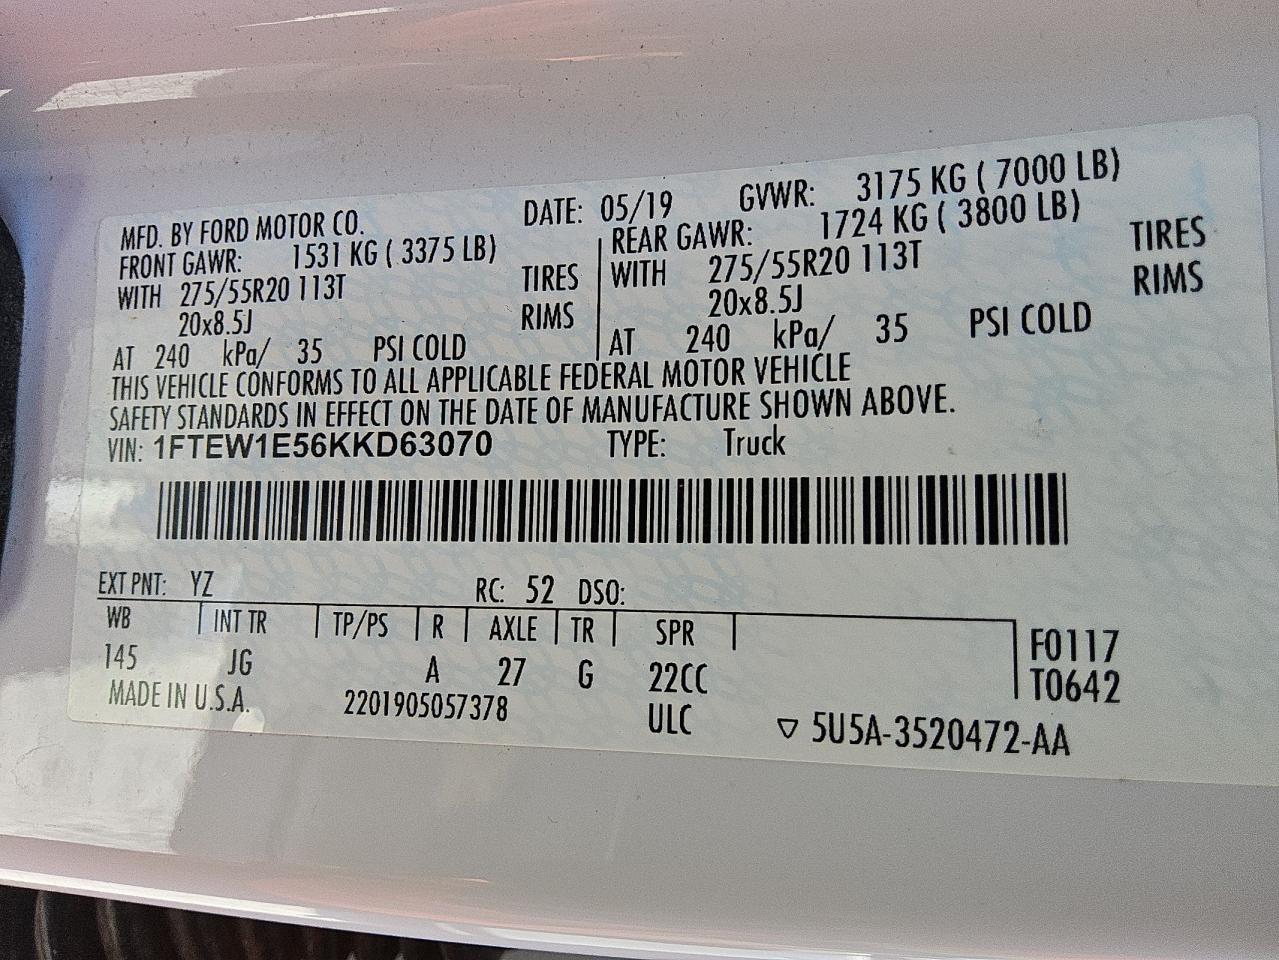 MFD. BY FORD MOTOR CO. DATE: 05/19 GVWR: 3175 KG ( 7000 LB)
FRONT GAWR: 1531 KG ( 3375 LB) REAR GAWR: 1724 KG ( 3800 LB)
WITH 275/55R20 113T TIRES WITH 275/55R20 113T TIRES
20x8.5J RIMS 20x8.5J RIMS
AT 240 kPa/ 35 PSI COLD AT 240 kPa/ 35 PSI COLD
THIS VEHICLE CONFORMS TO ALL APPLICABLE FEDERAL MOTOR VEHICLE
SAFETY STANDARDS IN EFFECT ON THE DATE OF MANUFACTURE SHOWN ABOVE.
VIN: 1FTEW1E56KKD63070 TYPE: Truck
EXT PNT: YZ RC: 52 DSO:
WB INT TR TP/PS R AXLE TR SPR F0117
145 JG A 27 G 22CC T0642
MADE IN U.S.A. 2201905057378 ULC ▽ 5U5A-3520472-AA